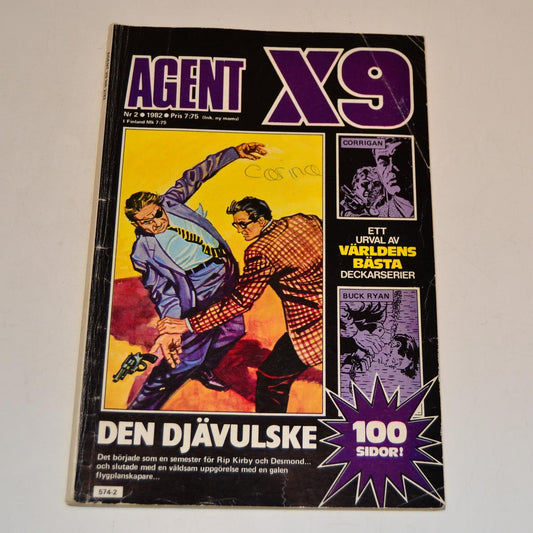 AGENT X9
Nr 2 ● 1982 ● Pris 7:75 (Ink. ny moms)
I Finland Mk 7:75
CORRIGAN
ETT
URVAL AV
VÄRLDENS
BÄSTA
DECKARSERIER
BUCK RYAN
DEN DJÄVULSKE
100
SIDOR!
Det började som en semester för Rip Kirby och Desmond...
och slutade med en våldsam uppgörelse med en galen
flygplanskapare...
574-2